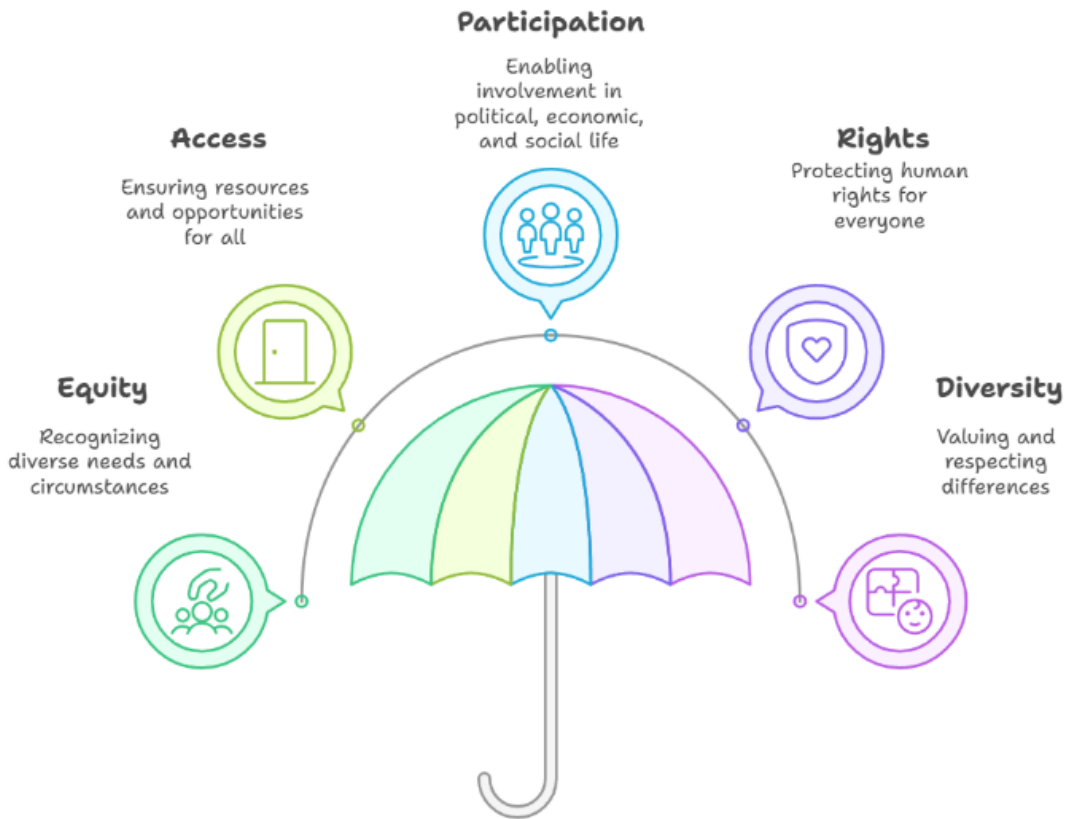 Participation
Enabling
involvement in
political, economic,
and social life
Access
Ensuring resources
and opportunities
for all
Rights
Protecting human
rights for
everyone
Equity
Recognizing
diverse needs and
circumstances
Diversity
Valuing and
respecting
differences